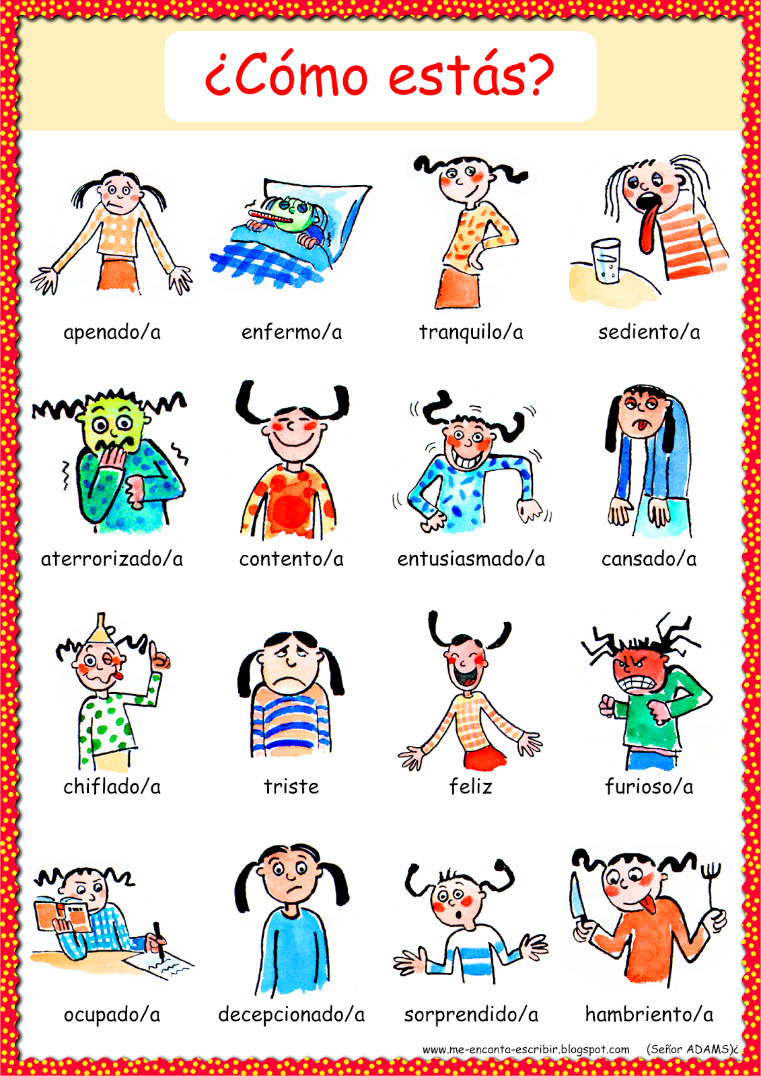 ¿Cómo estás?
apenado/a enfermo/a tranquilo/a sediento/a
aterrorizado/a contento/a entusiasmado/a cansado/a
chiflado/a triste feliz furioso/a
ocupado/a decepcionado/a sorprendido/a hambriento/a
www.me-encanta-escribir.blogspot.com (Señor ADAMS)¿